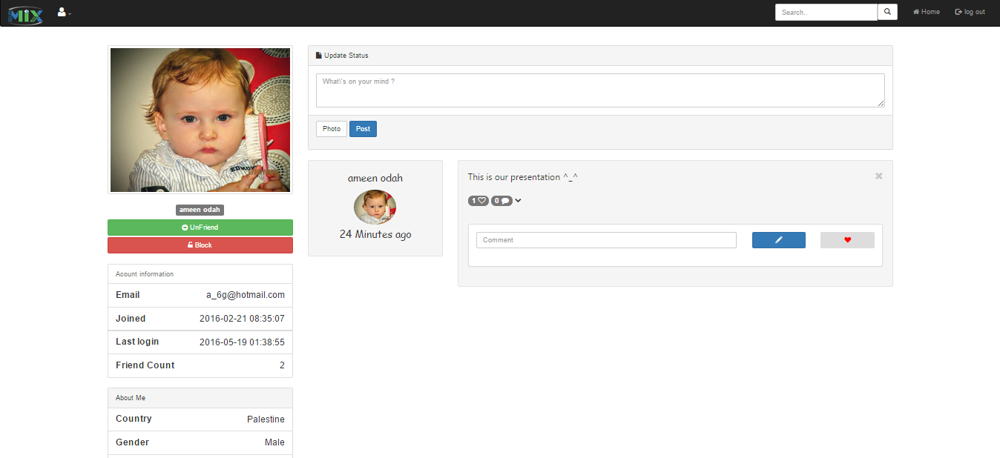 MIX
Search..
Home
log out
ameen odah
UnFriend
Block
Acount information
Email a_6g@hotmail.com
Joined 2016-02-21 08:35:07
Last login 2016-05-19 01:38:55
Friend Count 2
About Me
Country Palestine
Gender Male
Update Status
What\'s on your mind ?
Photo
Post
ameen odah
24 Minutes ago
This is our presentation ^_^
1
0
Comment